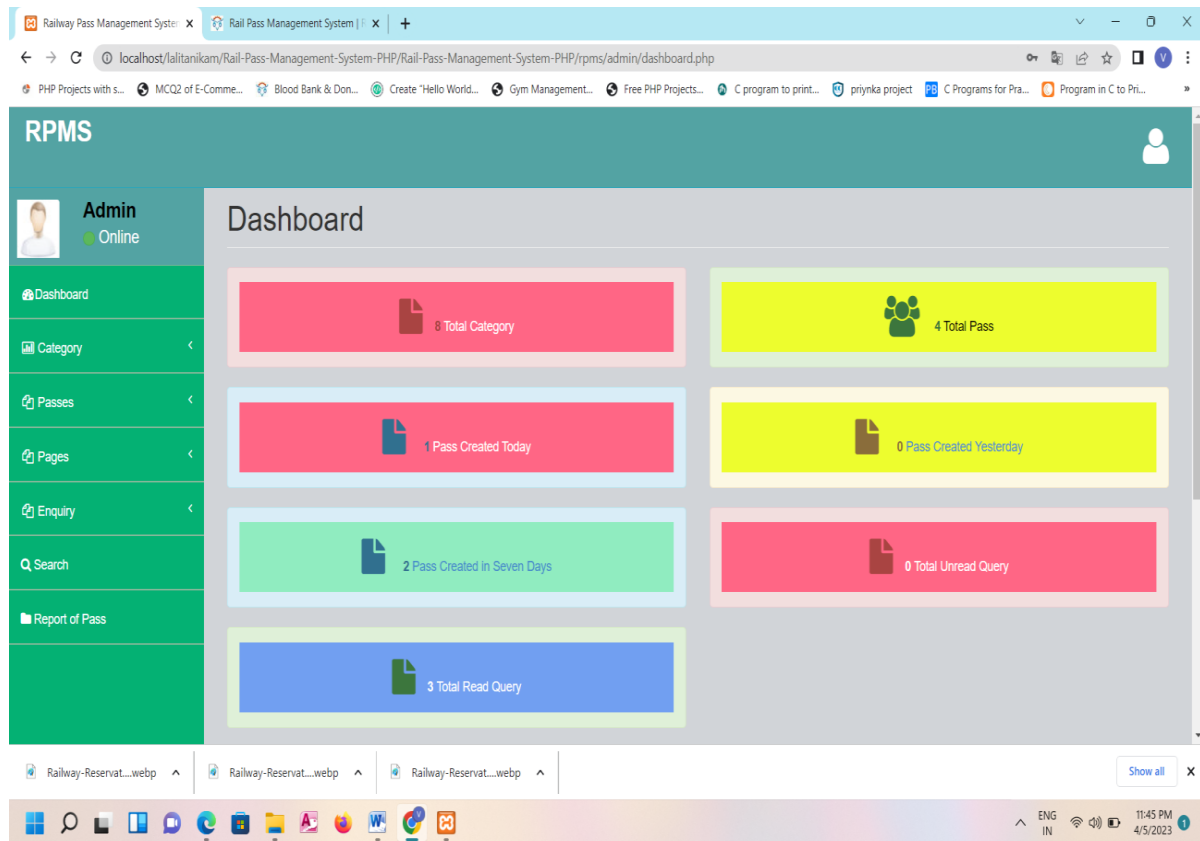 Railway Pass Management System
Rail Pass Management System |
localhost/lalitanikam/Rail-Pass-Management-System-PHP/Rail-Pass-Management-System-PHP/rpms/admin/dashboard.php
V
PHP Projects with s... MCQ2 of E-Comme... Blood Bank & Don... Create "Hello World... Gym Management... Free PHP Projects... C program to print... priynka project PB C Programs for Pra... Program in C to Pri... »
RPMS
Admin
Online
Dashboard
Category
Passes
Pages
Enquiry
Search
Report of Pass
Dashboard
8 Total Category
4 Total Pass
1 Pass Created Today
0 Pass Created Yesterday
2 Pass Created in Seven Days
0 Total Unread Query
3 Total Read Query
Railway-Reservat....webp
Railway-Reservat....webp
Railway-Reservat....webp
Show all
ENG
IN
11:45 PM
4/5/2023
1